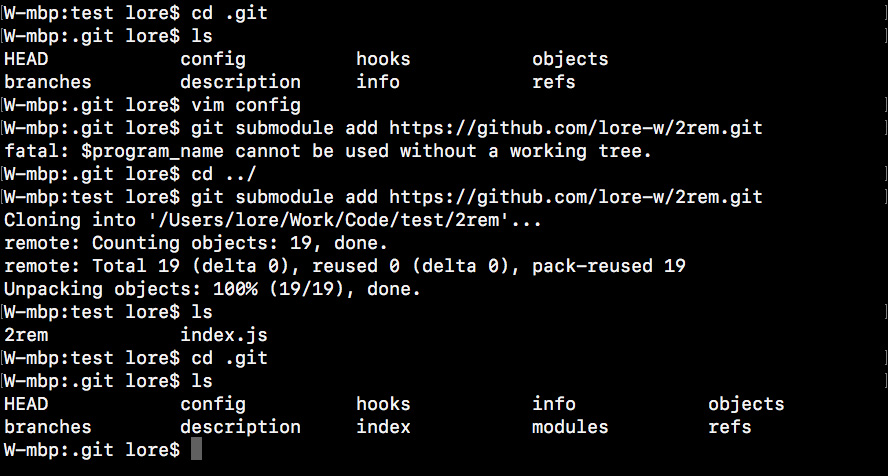 W-mbp:test lore$ cd .git
W-mbp:.git lore$ ls
HEAD config hooks objects
branches description info refs
W-mbp:.git lore$ vim config
W-mbp:.git lore$ git submodule add https://github.com/lore-w/2rem.git
fatal: $program_name cannot be used without a working tree.
W-mbp:.git lore$ cd ../
W-mbp:test lore$ git submodule add https://github.com/lore-w/2rem.git
Cloning into '/Users/lore/Work/Code/test/2rem'...
remote: Counting objects: 19, done.
remote: Total 19 (delta 0), reused 0 (delta 0), pack-reused 19
Unpacking objects: 100% (19/19), done.
W-mbp:test lore$ ls
2rem index.js
W-mbp:test lore$ cd .git
W-mbp:.git lore$ ls
HEAD config hooks info objects
branches description index modules refs
W-mbp:.git lore$